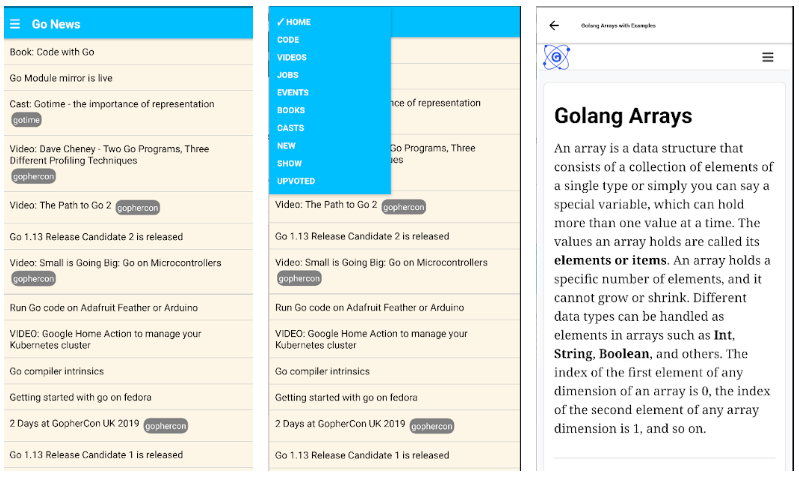 Go News
Book: Code with Go
Go Module mirror is live
Cast: Gotime - the importance of representation
gotime
Video: Dave Cheney - Two Go Programs, Three
Different Profiling Techniques
gophercon
Video: The Path to Go 2 gophercon
Go 1.13 Release Candidate 2 is released
Video: Small is Going Big: Go on Microcontrollers
gophercon
Run Go code on Adafruit Feather or Arduino
VIDEO: Google Home Action to manage your
Kubernetes cluster
Go compiler intrinsics
Getting started with go on fedora
2 Days at GopherCon UK 2019 gophercon
Go 1.13 Release Candidate 1 is released
✓ HOME
CODE
VIDEOS
JOBS
EVENTS
BOOKS
CASTS
NEW
SHOW
UPVOTED
nce of representation
Go Programs, Three
ues
Video: The Path to Go 2 gophercon
Go 1.13 Release Candidate 2 is released
Video: Small is Going Big: Go on Microcontrollers
gophercon
Run Go code on Adafruit Feather or Arduino
VIDEO: Google Home Action to manage your
Kubernetes cluster
Go compiler intrinsics
Getting started with go on fedora
2 Days at GopherCon UK 2019 gophercon
Go 1.13 Release Candidate 1 is released
Golang Arrays with Examples
G
Golang Arrays
An array is a data structure that
consists of a collection of elements of
a single type or simply you can say a
special variable, which can hold
more than one value at a time. The
values an array holds are called its
elements or items. An array holds a
specific number of elements, and it
cannot grow or shrink. Different
data types can be handled as
elements in arrays such as Int,
String, Boolean, and others. The
index of the first element of any
dimension of an array is 0, the index
of the second element of any array
dimension is 1, and so on.